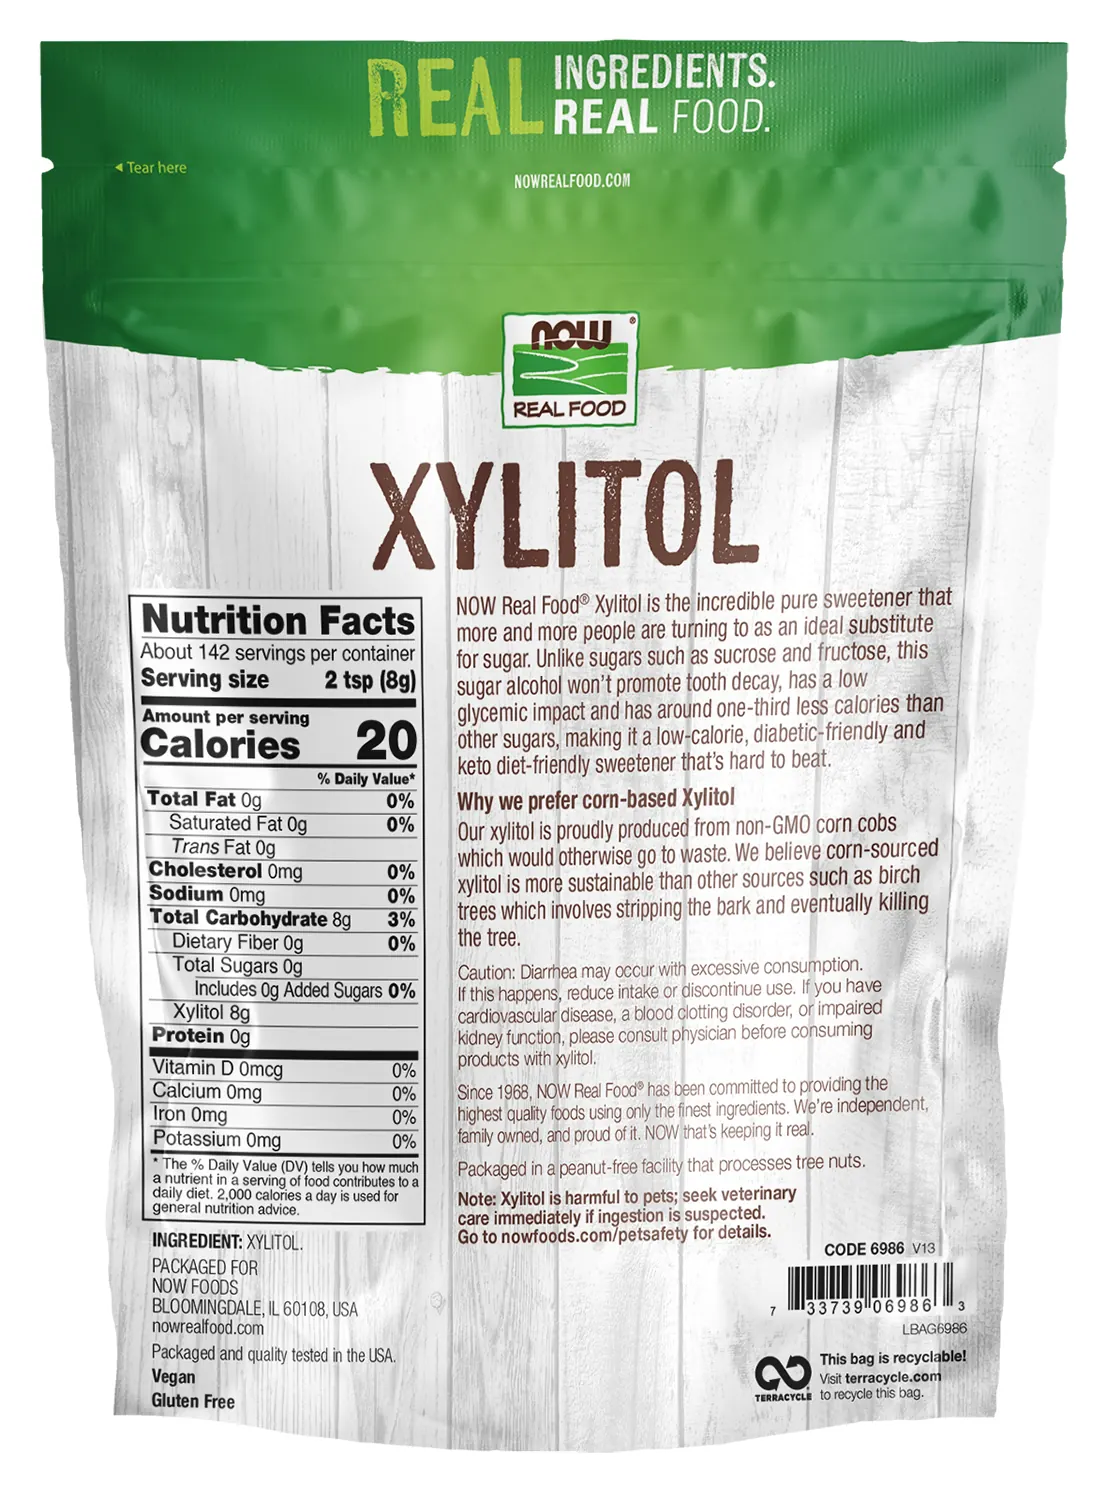 REAL INGREDIENTS.
REAL FOOD.
Tear here
NOWREALFOOD.COM
NOW®
REAL FOOD
XYLITOL
Nutrition Facts
About 142 servings per container
Serving size 2 tsp (8g)
Amount per serving
Calories 20
% Daily Value*
Total Fat 0g 0%
Saturated Fat 0g 0%
Trans Fat 0g
Cholesterol 0mg 0%
Sodium 0mg 0%
Total Carbohydrate 8g 3%
Dietary Fiber 0g 0%
Total Sugars 0g
Includes 0g Added Sugars 0%
Xylitol 8g
Protein 0g
Vitamin D 0mcg 0%
Calcium 0mg 0%
Iron 0mg 0%
Potassium 0mg 0%
* The % Daily Value (DV) tells you how much
a nutrient in a serving of food contributes to a
daily diet. 2,000 calories a day is used for
general nutrition advice.
INGREDIENT: XYLITOL.
PACKAGED FOR
NOW FOODS
BLOOMINGDALE, IL 60108, USA
nowrealfood.com
Packaged and quality tested in the USA.
Vegan
Gluten Free
NOW Real Food® Xylitol is the incredible pure sweetener that
more and more people are turning to as an ideal substitute
for sugar. Unlike sugars such as sucrose and fructose, this
sugar alcohol won't promote tooth decay, has a low
glycemic impact and has around one-third less calories than
other sugars, making it a low-calorie, diabetic-friendly and
keto diet-friendly sweetener that's hard to beat.
Why we prefer corn-based Xylitol
Our xylitol is proudly produced from non-GMO corn cobs
which would otherwise go to waste. We believe corn-sourced
xylitol is more sustainable than other sources such as birch
trees which involves stripping the bark and eventually killing
the tree.
Caution: Diarrhea may occur with excessive consumption.
If this happens, reduce intake or discontinue use. If you have
cardiovascular disease, a blood clotting disorder, or impaired
kidney function, please consult physician before consuming
products with xylitol.
Since 1968, NOW Real Food® has been committed to providing the
highest quality foods using only the finest ingredients. We're independent,
family owned, and proud of it. NOW that's keeping it real.
Packaged in a peanut-free facility that processes tree nuts.
Note: Xylitol is harmful to pets; seek veterinary
care immediately if ingestion is suspected.
Go to nowfoods.com/petsafety for details.
CODE 6986 V13
7 33739 06986 3
LBAG6986
TERRACYCLE
This bag is recyclable!
Visit terracycle.com
to recycle this bag.